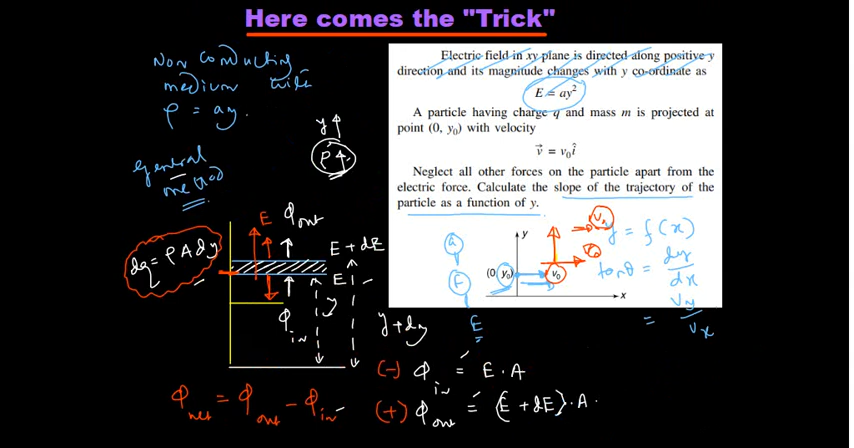 Here comes the "Trick"
Non conducting
medium with
ρ = ay.
general
method
Electric field in xy plane is directed along positive y
direction and its magnitude changes with y co-ordinate as
E = ay²
A particle having charge q and mass m is projected at
point (0, y₀) with velocity
v⃗ = v₀î
Neglect all other forces on the particle apart from the
electric force. Calculate the slope of the trajectory of the
particle as a function of y.
y↑
ρ↑
dq = ρ A dy
E
ϕout
E + dE
E
y
ϕin
y + dy
a
F
E
y
(0, y₀)
v₀
x
Vx
V₀
y = f(x)
tanθ = dy/dx
= Vy/Vx
(-) ϕin = E · A
(+) ϕout = (E + dE) · A
ϕnet = ϕout - ϕin